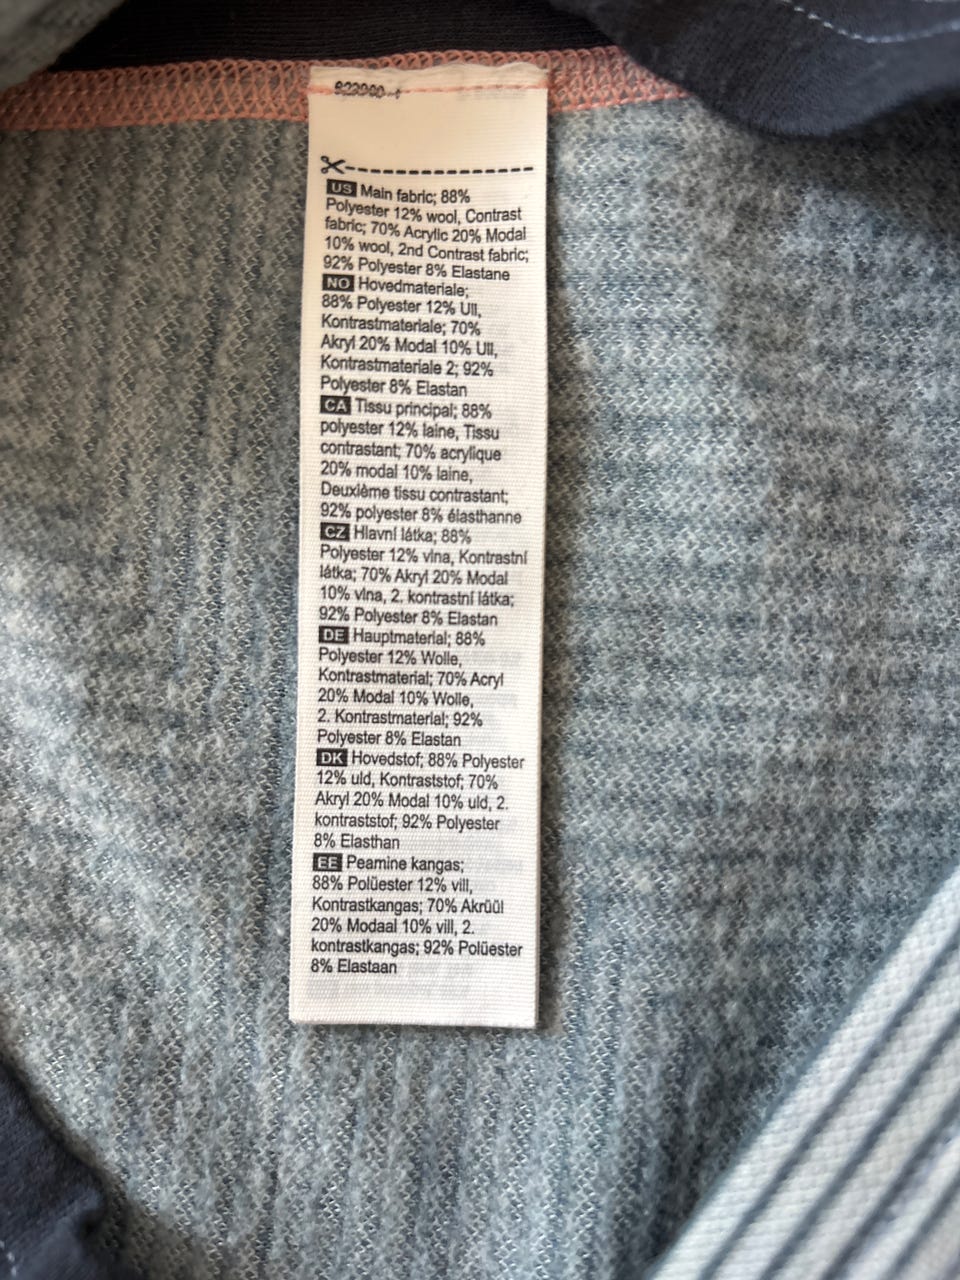 US Main fabric; 88%
Polyester 12% wool, Contrast
fabric; 70% Acrylic 20% Modal
10% wool, 2nd Contrast fabric;
92% Polyester 8% Elastane
NO Hovedmateriale;
88% Polyester 12% Ull,
Kontrastmateriale; 70%
Akryl 20% Modal 10% Ull,
Kontrastmateriale 2; 92%
Polyester 8% Elastan
CA Tissu principal; 88%
polyester 12% laine, Tissu
contrastant; 70% acrylique
20% modal 10% laine,
Deuxième tissu contrastant;
92% polyester 8% élasthanne
CZ Hlavní látka; 88%
Polyester 12% vlna, Kontrastní
látka; 70% Akryl 20% Modal
10% vlna, 2. kontrastní látka;
92% Polyester 8% Elastan
DE Hauptmaterial; 88%
Polyester 12% Wolle,
Kontrastmaterial; 70% Acryl
20% Modal 10% Wolle,
2. Kontrastmaterial; 92%
Polyester 8% Elastan
DK Hovedstof; 88% Polyester
12% uld, Kontraststof; 70%
Akryl 20% Modal 10% uld, 2.
kontraststof; 92% Polyester
8% Elasthan
EE Peamine kangas;
88% Polüester 12% vill,
Kontrastkangas; 70% Akrüül
20% Modaal 10% vill, 2.
kontrastkangas; 92% Polüester
8% Elastaan